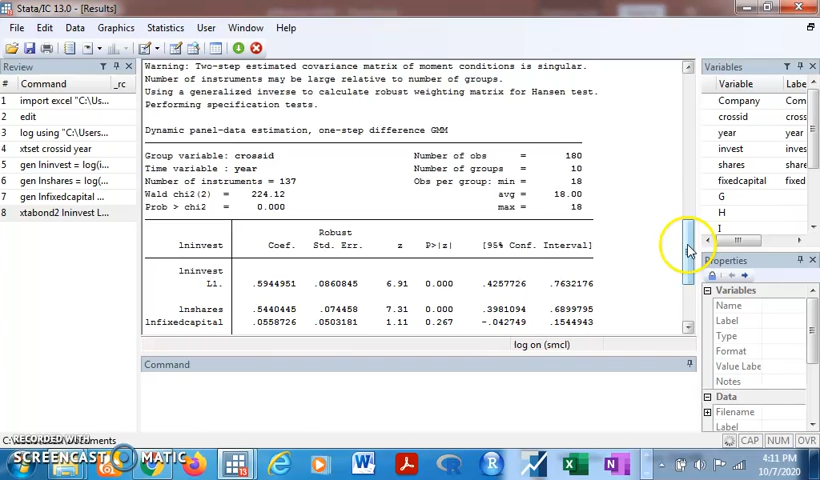 Stata/IC 13.0 - [Results]
File Edit Data Graphics Statistics User Window Help
Review
# Command _rc
1 import excel "C:\Us...
2 edit
3 log using "C:\Users...
4 xtset crossid year
5 gen lninvest = log(i...
6 gen lnshares = log(s...
7 gen lnfixedcapital ...
8 xtabond2 lninvest L...
Warning: Two-step estimated covariance matrix of moment conditions is singular.
Number of instruments may be large relative to number of groups.
Using a generalized inverse to calculate robust weighting matrix for Hansen test.
Performing specification tests.
Dynamic panel-data estimation, one-step difference GMM
Group variable: crossid Number of obs = 180
Time variable : year Number of groups = 10
Number of instruments = 137 Obs per group: min = 18
Wald chi2(2) = 224.12 avg = 18.00
Prob > chi2 = 0.000 max = 18
Robust
lninvest Coef. Std. Err. z P>|z| [95% Conf. Interval]
lninvest
L1. .5944951 .0860845 6.91 0.000 .4257726 .7632176
lnshares .5440445 .074458 7.31 0.000 .3981094 .6899795
lnfixedcapital .0558726 .0503181 1.11 0.267 -.042749 .1544943
log on (smcl)
Command
Variables
Variable Labe
Company Com
crossid cros
year year
invest inves
shares share
fixedcapital fixed
G
H
I
Properties
Variables
Name
Label
Type
Format
Value Labe
Notes
Data
Filename
Label
C:\Users\ \Documents
CAP NUM OVR
RECORDED WITH
SCREENCAST MATIC
13
4:11 PM
10/7/2020